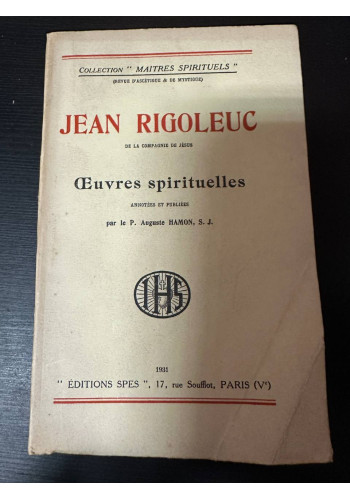 COLLECTION " MAITRES SPIRITUELS "
(REVUE D'ASCÉTIQUE & DE MYSTIQUE)
JEAN RIGOLEUC
DE LA COMPAGNIE DE JÉSUS
Œuvres spirituelles
ANNOTÉES ET PUBLIÉES
par le P. Auguste HAMON, S. J.
IHS
1931
" ÉDITIONS SPES ", 17, rue Soufflot, PARIS (Vᵉ)